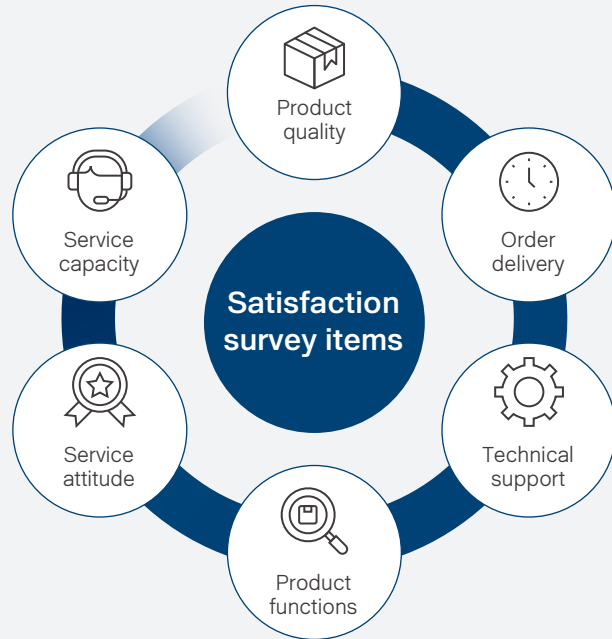 Product
quality
Order
delivery
Technical
support
Product
functions
Service
attitude
Service
capacity
Satisfaction
survey items